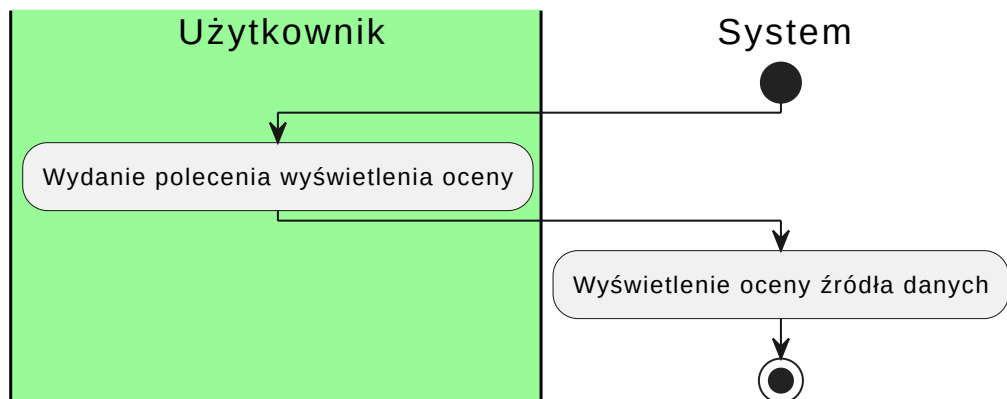 Użytkownik
System
Wydanie polecenia wyświetlenia oceny
Wyświetlenie oceny źródła danych